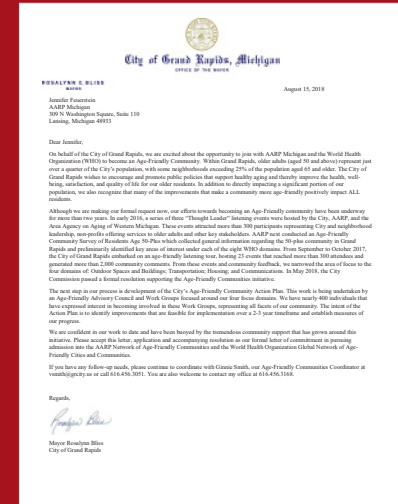 City of Grand Rapids, Michigan
OFFICE OF THE MAYOR
ROSALYNN C. BLISS
MAYOR
August 15, 2018
Jennifer Feuerstein
AARP Michigan
309 N Washington Square, Suite 110
Lansing, Michigan 48933
Dear Jennifer,
On behalf of the City of Grand Rapids, we are excited about the opportunity to join with AARP Michigan and the World Health
Organization (WHO) to become an Age-Friendly Community. Within Grand Rapids, older adults (aged 50 and above) represent just
over a quarter of the City's population, with some neighborhoods exceeding 25% of the population aged 65 and older. The City of
Grand Rapids wishes to encourage and promote public policies that support healthy aging and thereby improve the health, well-
being, satisfaction, and quality of life for our older residents. In addition to directly impacting a significant portion of our
population, we also recognize that many of the improvements that make a community more age-friendly positively impact ALL
residents.
Although we are making our formal request now, our efforts towards becoming an Age-Friendly community have been underway
for more than two years. In early 2016, a series of three "Thought Leader" listening events were hosted by the City, AARP, and the
Area Agency on Aging of Western Michigan. These events attracted more than 300 participants representing City and neighborhood
leadership, non-profits offering services to older adults and other key stakeholders. AARP next conducted an Age-Friendly
Community Survey of Residents Age 50-Plus which collected general information regarding the 50-plus community in Grand
Rapids and preliminarily identified key areas of interest under each of the eight WHO domains. From September to October 2017,
the City of Grand Rapids embarked on an age-friendly listening tour, hosting 23 events that reached more than 300 attendees and
generated more than 2,000 community comments. From these events and community feedback, we narrowed the area of focus to the
four domains of: Outdoor Spaces and Buildings; Transportation; Housing; and Communications. In May 2018, the City
Commission passed a formal resolution supporting the Age-Friendly Communities initiative.
The next step in our process is development of the City's Age-Friendly Community Action Plan. This work is being undertaken by
an Age-Friendly Advisory Council and Work Groups focused around our four focus domains. We have nearly 400 individuals that
have expressed interest in becoming involved in these Work Groups, representing all facets of our community. The intent of the
Action Plan is to identify improvements that are feasible for implementation over a 2-3 year timeframe and establish measures of
our progress.
We are confident in our work to date and have been buoyed by the tremendous community support that has grown around this
initiative. Please accept this letter, application and accompanying resolution as our formal letter of commitment in pursuing
admission into the AARP Network of Age-Friendly Communities and the World Health Organization Global Network of Age-
Friendly Cities and Communities.
If you have any follow-up needs, please continue to coordinate with Ginnie Smith, our Age-Friendly Communities Coordinator at
vsmith@grcity.us or call 616.456.3051. You are also welcome to contact my office at 616.456.3168.
Regards,
Rosalynn Bliss
Mayor Rosalynn Bliss
City of Grand Rapids